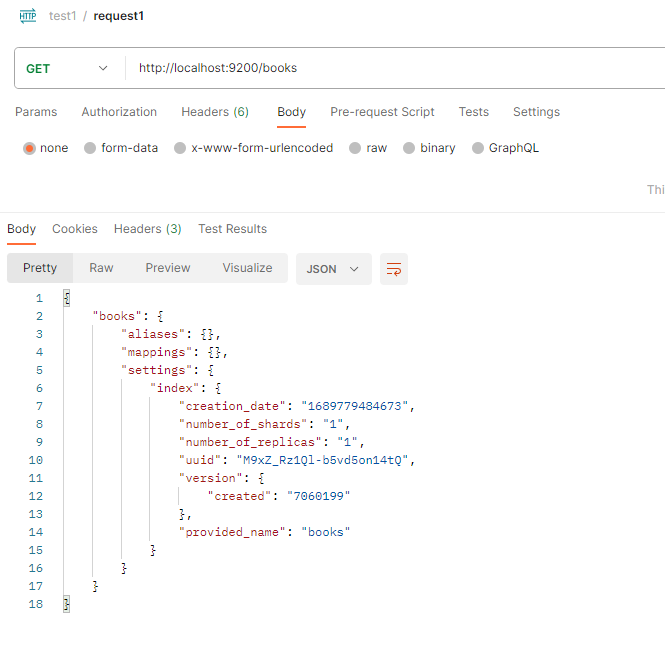 HTTP test1 / request1
GET http://localhost:9200/books
Params Authorization Headers (6) Body Pre-request Script Tests Settings
none form-data x-www-form-urlencoded raw binary GraphQL
Thi
Body Cookies Headers (3) Test Results
Pretty Raw Preview Visualize JSON
1 {
2 "books": {
3 "aliases": {},
4 "mappings": {},
5 "settings": {
6 "index": {
7 "creation_date": "1689779484673",
8 "number_of_shards": "1",
9 "number_of_replicas": "1",
10 "uuid": "M9xZ_Rz1Ql-b5vd5on14tQ",
11 "version": {
12 "created": "7060199"
13 },
14 "provided_name": "books"
15 }
16 }
17 }
18 }